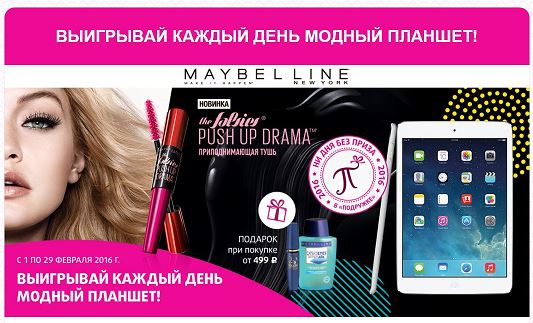 ВЫИГРЫВАЙ КАЖДЫЙ ДЕНЬ МОДНЫЙ ПЛАНШЕТ!
MAYBELLINE
MAKE IT HAPPEN
NEW YORK
НОВИНКА
the falsies
PUSH UP DRAMA™
ПРИПОДНИМАЮЩАЯ ТУШЬ
НИ ДНЯ БЕЗ ПРИЗА
2016 2016
В «ПОДРУЖКЕ»
ПОДАРОК
при покупке
от 499 ₽
С 1 ПО 29 ФЕВРАЛЯ 2016 Г.
ВЫИГРЫВАЙ КАЖДЫЙ ДЕНЬ
МОДНЫЙ ПЛАНШЕТ!